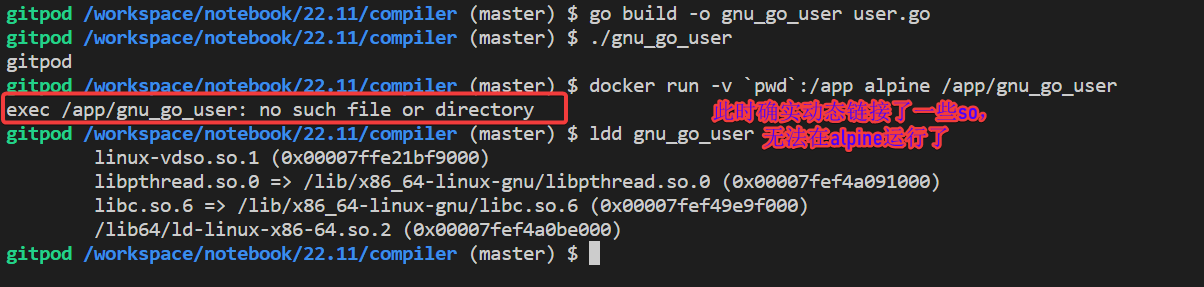 gitpod /workspace/notebook/22.11/compiler (master) $ go build -o gnu_go_user user.go
gitpod /workspace/notebook/22.11/compiler (master) $ ./gnu_go_user
gitpod
gitpod /workspace/notebook/22.11/compiler (master) $ docker run -v `pwd`:/app alpine /app/gnu_go_user
exec /app/gnu_go_user: no such file or directory
此时确实动态链接了一些so,
gitpod /workspace/notebook/22.11/compiler (master) $ ldd gnu_go_user
无法在alpine运行了
linux-vdso.so.1 (0x00007ffe21bf9000)
libpthread.so.0 => /lib/x86_64-linux-gnu/libpthread.so.0 (0x00007fef4a091000)
libc.so.6 => /lib/x86_64-linux-gnu/libc.so.6 (0x00007fef49e9f000)
/lib64/ld-linux-x86-64.so.2 (0x00007fef4a0be000)
gitpod /workspace/notebook/22.11/compiler (master) $